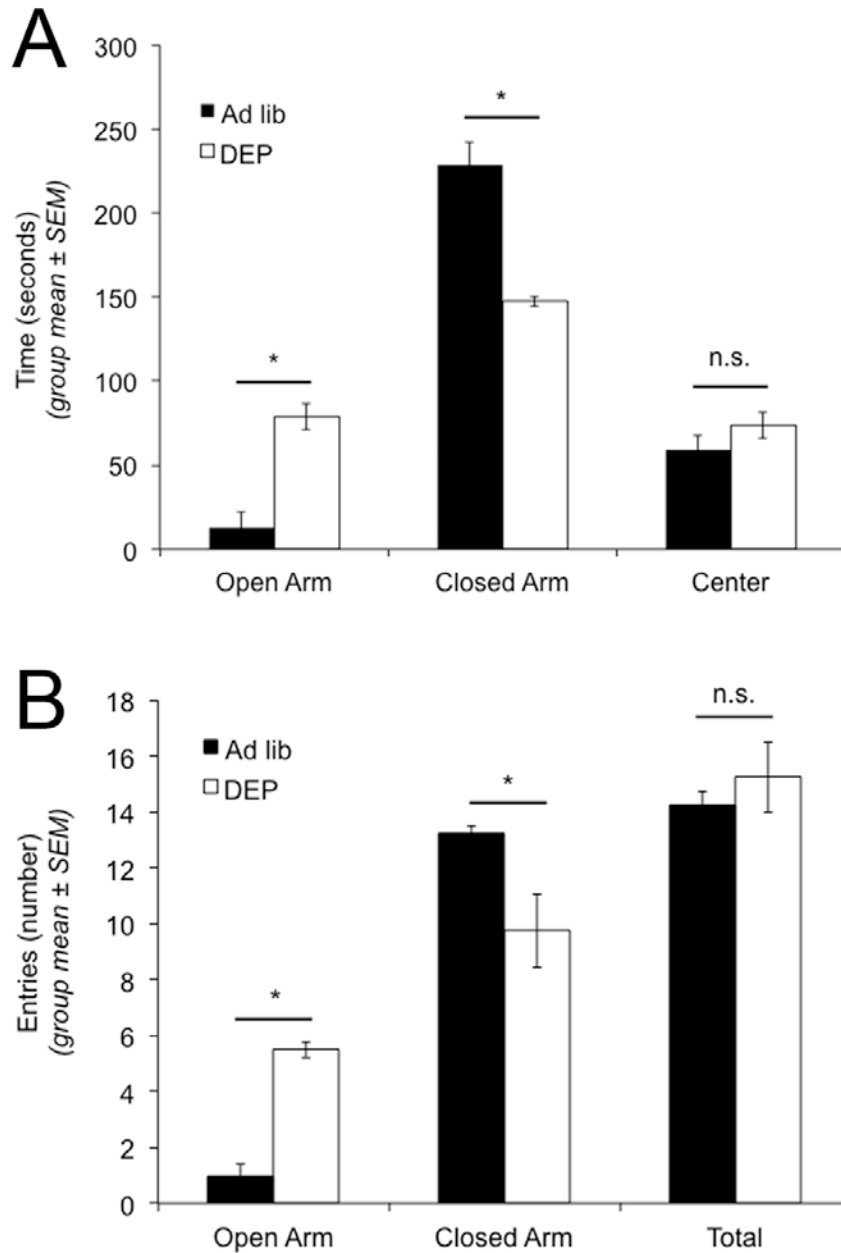 A
Time (seconds)
(group mean ± SEM)
300
250
200
150
100
50
0
Ad lib
DEP
*
*
n.s.
Open Arm
Closed Arm
Center
B
Entries (number)
(group mean ± SEM)
18
16
14
12
10
8
6
4
2
0
Ad lib
DEP
*
*
n.s.
Open Arm
Closed Arm
Total